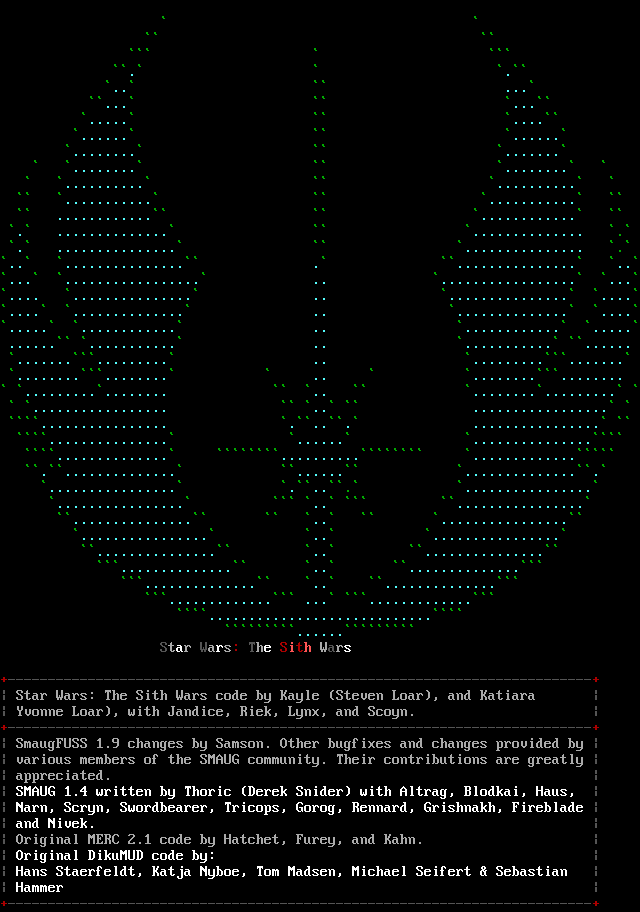 Star Wars: The Sith Wars
Star Wars: The Sith Wars code by Kayle (Steven Loar), and Katiara
Yvonne Loar), with Jandice, Riek, Lynx, and Scoyn.
SmaugFUSS 1.9 changes by Samson. Other bugfixes and changes provided by
various members of the SMAUG community. Their contributions are greatly
appreciated.
SMAUG 1.4 written by Thoric (Derek Snider) with Altrag, Blodkai, Haus,
Narn, Scryn, Swordbearer, Tricops, Gorog, Rennard, Grishnakh, Fireblade
and Nivek.
Original MERC 2.1 code by Hatchet, Furey, and Kahn.
Original DikuMUD code by:
Hans Staerfeldt, Katja Nyboe, Tom Madsen, Michael Seifert & Sebastian
Hammer